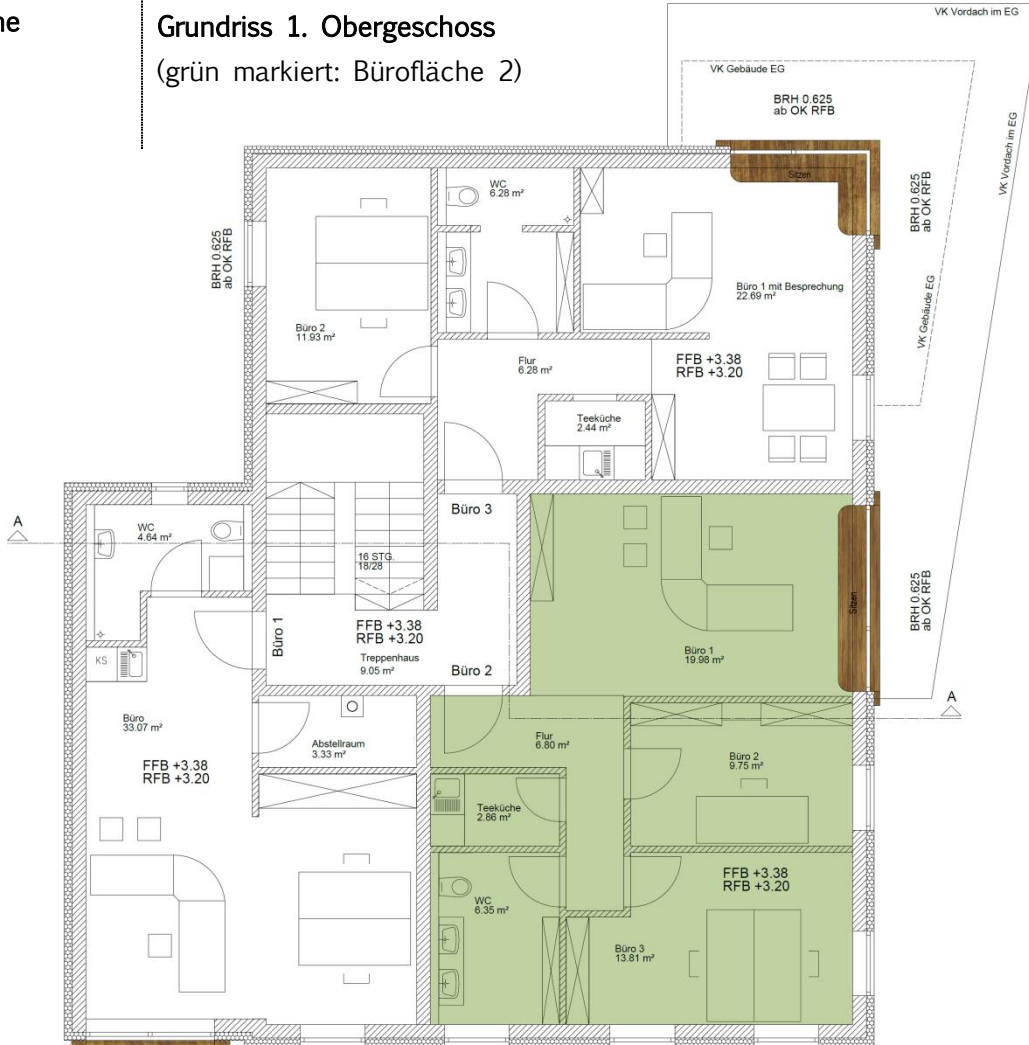 ne
Grundriss 1. Obergeschoss
(grün markiert: Bürofläche 2)
VK Vordach im EG
VK Gebäude EG
BRH 0.625
ab OK RFB
VK Vordach im EG
Sitzen
WC
6.28 m²
BRH 0.625
ab OK RFB
BRH 0.625
ab OK RFB
Büro 1 mit Besprechung
22.69 m²
VK Gebäude EG
Büro 2
11.93 m²
Flur
6.28 m²
FFB +3.38
RFB +3.20
Teeküche
2.44 m²
Büro 3
A
WC
4.64 m²
16 STG.
18/28
Sitzen
BRH 0.625
ab OK RFB
Büro 1
FFB +3.38
RFB +3.20
Treppenhaus
9.05 m²
Büro 2
Büro 1
19.98 m²
KS
A
Büro
33.07 m²
Abstellraum
3.33 m²
Flur
6.80 m²
Büro 2
9.75 m²
FFB +3.38
RFB +3.20
Teeküche
2.86 m²
FFB +3.38
RFB +3.20
WC
6.35 m²
Büro 3
13.81 m²